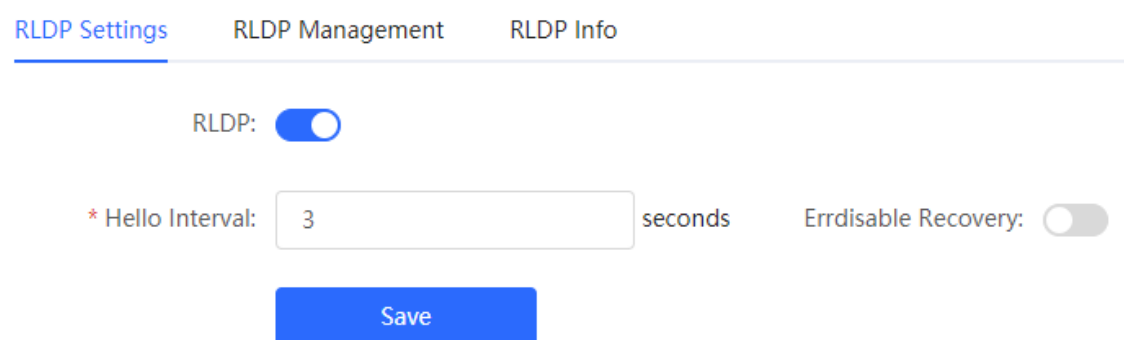 RLDP Settings RLDP Management RLDP Info
RLDP:
* Hello Interval: 3 seconds Errdisable Recovery:
Save